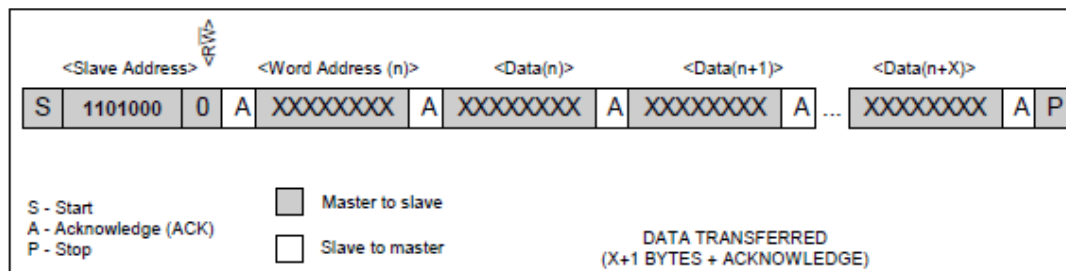 <RW>
<Slave Address> <Word Address (n)> <Data(n)> <Data(n+1)> <Data(n+X)>
S 1101000 0 A XXXXXXXX A XXXXXXXX A XXXXXXXX A ... XXXXXXXX A P
S - Start
A - Acknowledge (ACK)
P - Stop
Master to slave
Slave to master
DATA TRANSFERRED
(X+1 BYTES + ACKNOWLEDGE)